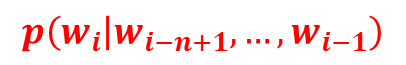 p(w_i|w_{i-n+1}, ..., w_{i-1})